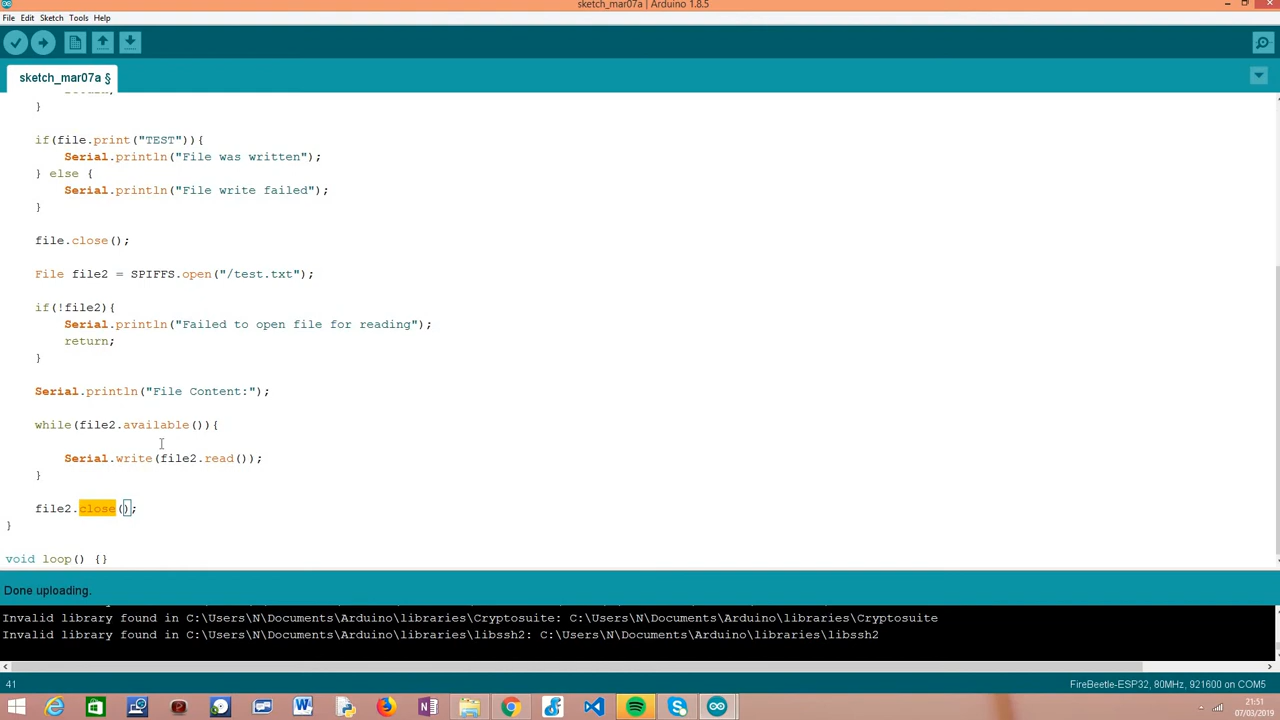 sketch_mar07a | Arduino 1.8.5
File Edit Sketch Tools Help
sketch_mar07a §
return;
}
if(file.print("TEST")){
Serial.println("File was written");
} else {
Serial.println("File write failed");
}
file.close();
File file2 = SPIFFS.open("/test.txt");
if(!file2){
Serial.println("Failed to open file for reading");
return;
}
Serial.println("File Content:");
while(file2.available()){
Serial.write(file2.read());
}
file2.close();
}
void loop() {}
Done uploading.
Invalid library found in C:\Users\N\Documents\Arduino\libraries\Cryptosuite: C:\Users\N\Documents\Arduino\libraries\Cryptosuite
Invalid library found in C:\Users\N\Documents\Arduino\libraries\libssh2: C:\Users\N\Documents\Arduino\libraries\libssh2
41
FireBeetle-ESP32, 80MHz, 921600 on COM5
21:51
07/03/2019